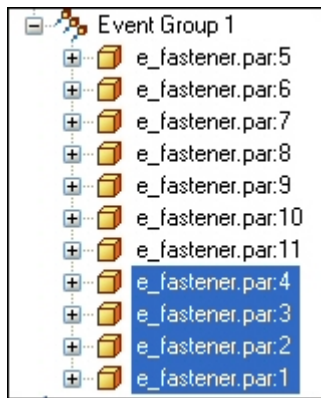 Event Group 1
e_fastener.par:5
e_fastener.par:6
e_fastener.par:7
e_fastener.par:8
e_fastener.par:9
e_fastener.par:10
e_fastener.par:11
e_fastener.par:4
e_fastener.par:3
e_fastener.par:2
e_fastener.par:1